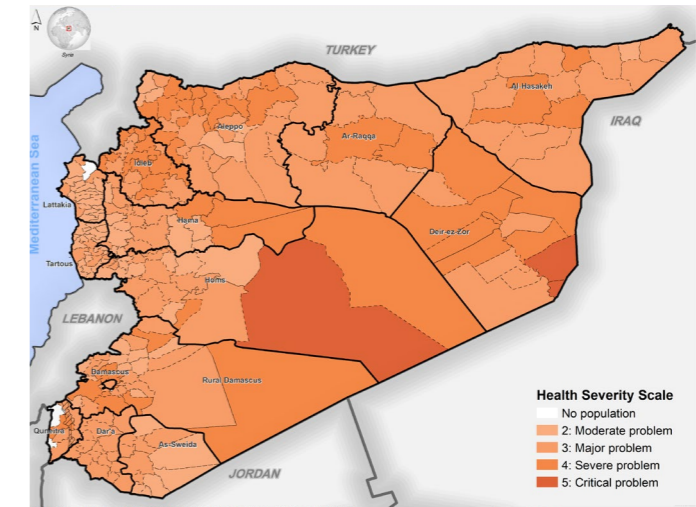 N
Syria
TURKEY
Al-Hasakeh
IRAQ
Aleppo
Ar-Raqqa
Idleb
Mediterranean Sea
Lattakia
Hama
Deir-ez-Zor
Tartous
Homs
LEBANON
Damascus
Rural Damascus
Quneitra
Dar'a
As-Sweida
JORDAN
Health Severity Scale
No population
2: Moderate problem
3: Major problem
4: Severe problem
5: Critical problem